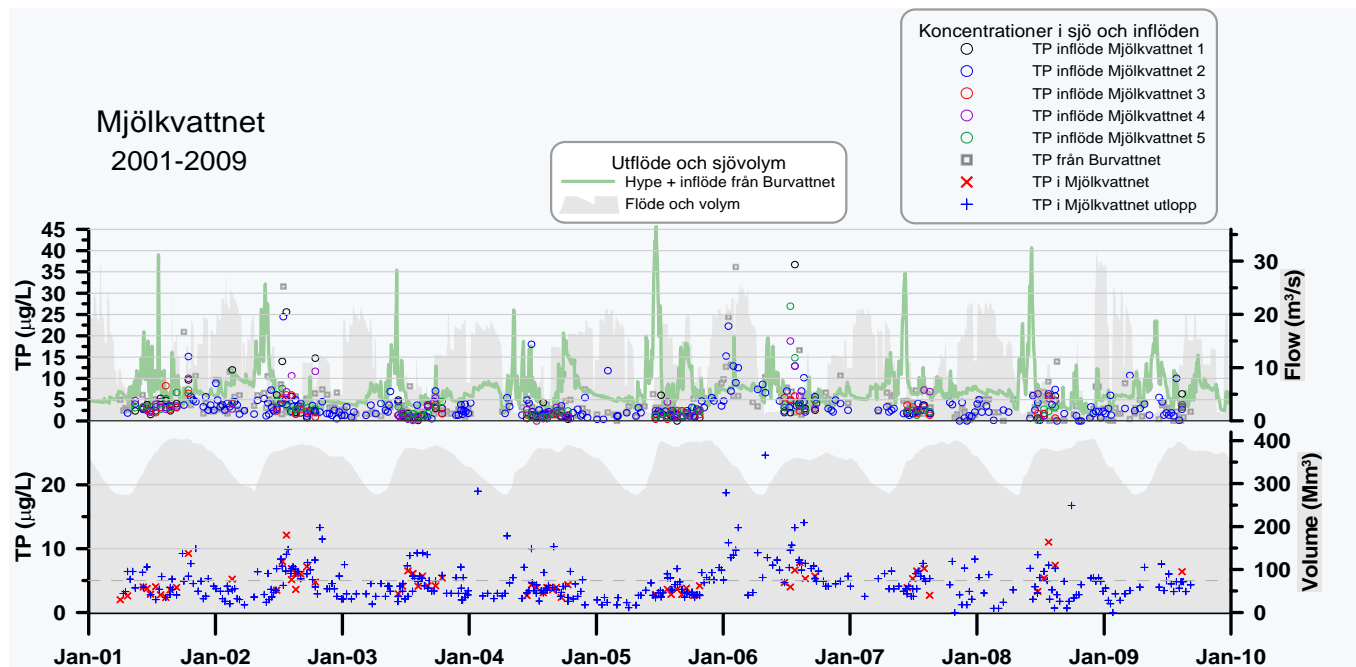 Koncentrationer i sjö och inflöden
TP inflöde Mjölkvattnet 1
TP inflöde Mjölkvattnet 2
TP inflöde Mjölkvattnet 3
TP inflöde Mjölkvattnet 4
TP inflöde Mjölkvattnet 5
TP från Burvattnet
TP i Mjölkvattnet
TP i Mjölkvattnet utlopp
Mjölkvattnet
2001-2009
Utflöde och sjövolym
Hype + inflöde från Burvattnet
Flöde och volym
TP (µg/L)
45
40
35
30
25
20
15
10
5
0
30
20
10
0
Flow (m³/s)
TP (µg/L)
20
10
0
400
300
200
100
0
Volume (Mm³)
Jan-01 Jan-02 Jan-03 Jan-04 Jan-05 Jan-06 Jan-07 Jan-08 Jan-09 Jan-10